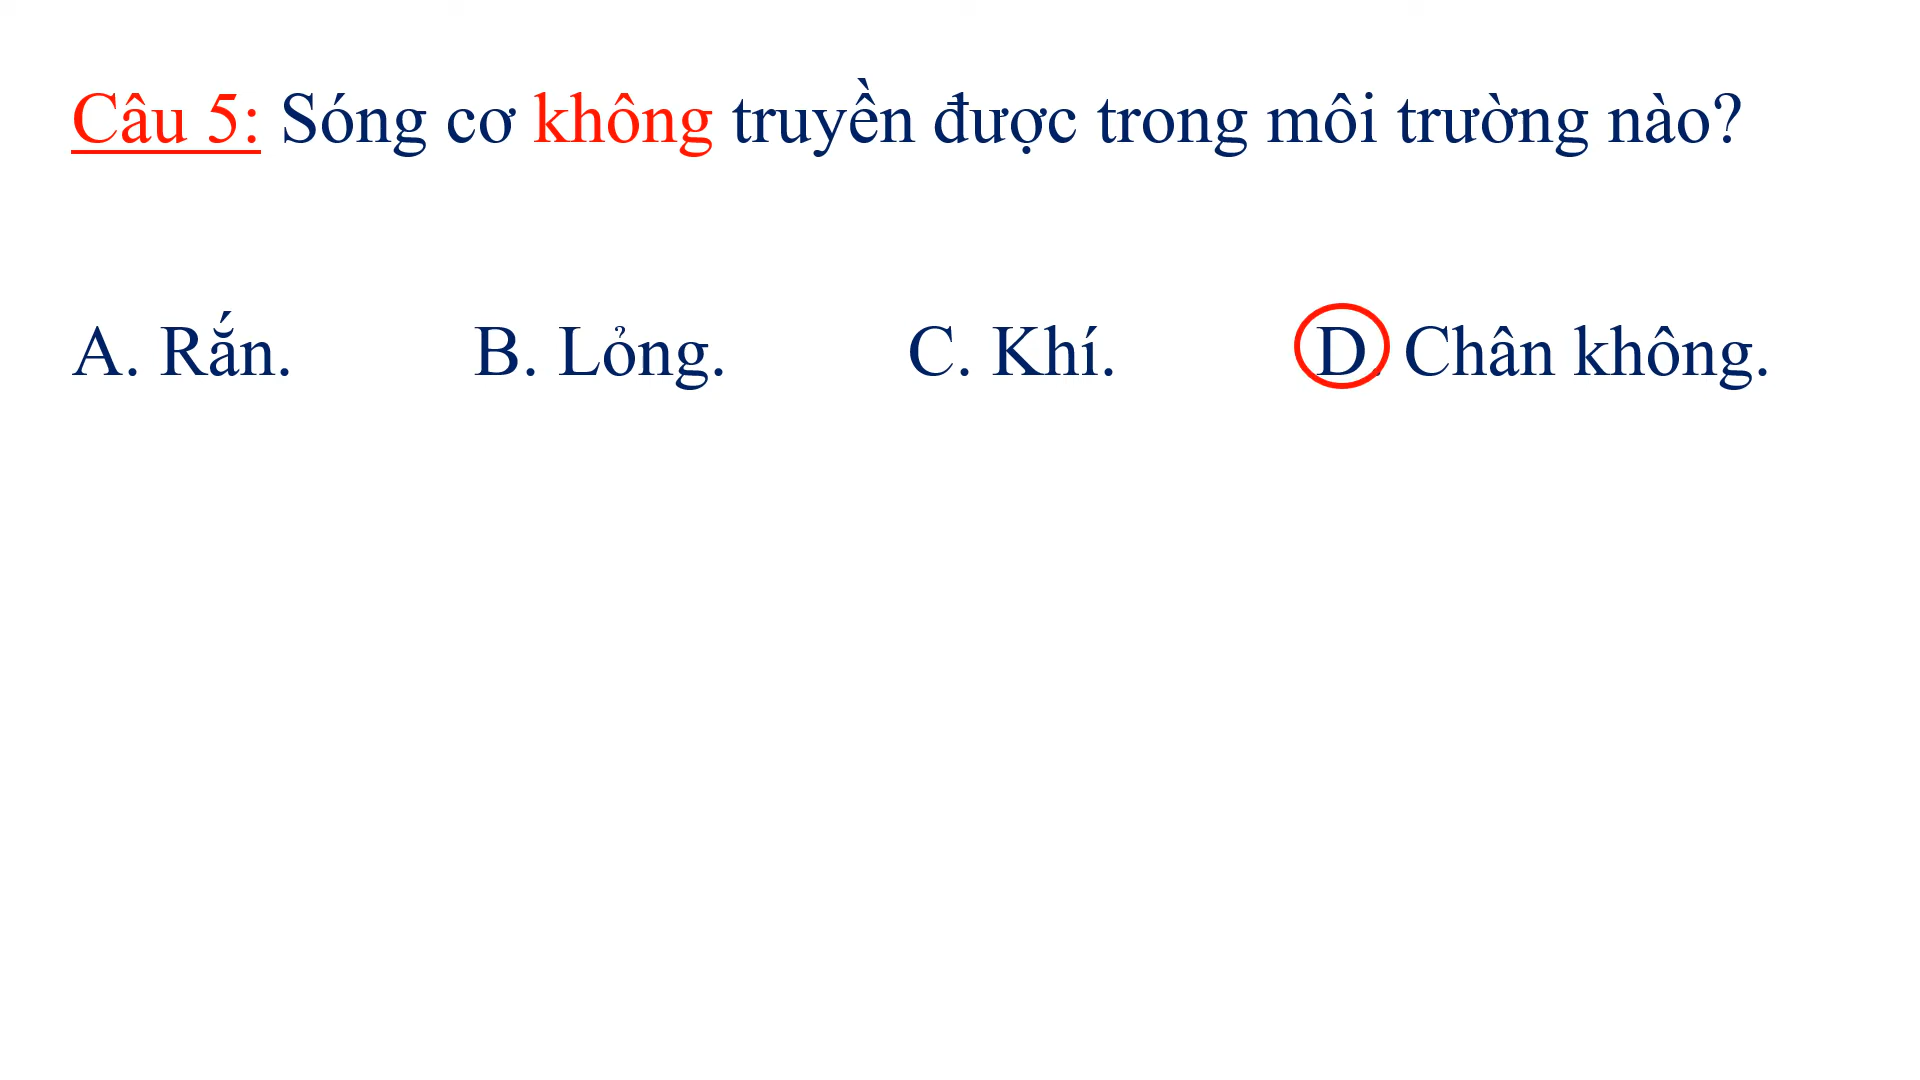 Câu 5: Sóng cơ không truyền được trong môi trường nào?
A. Rắn. B. Lỏng. C. Khí. D. Chân không.